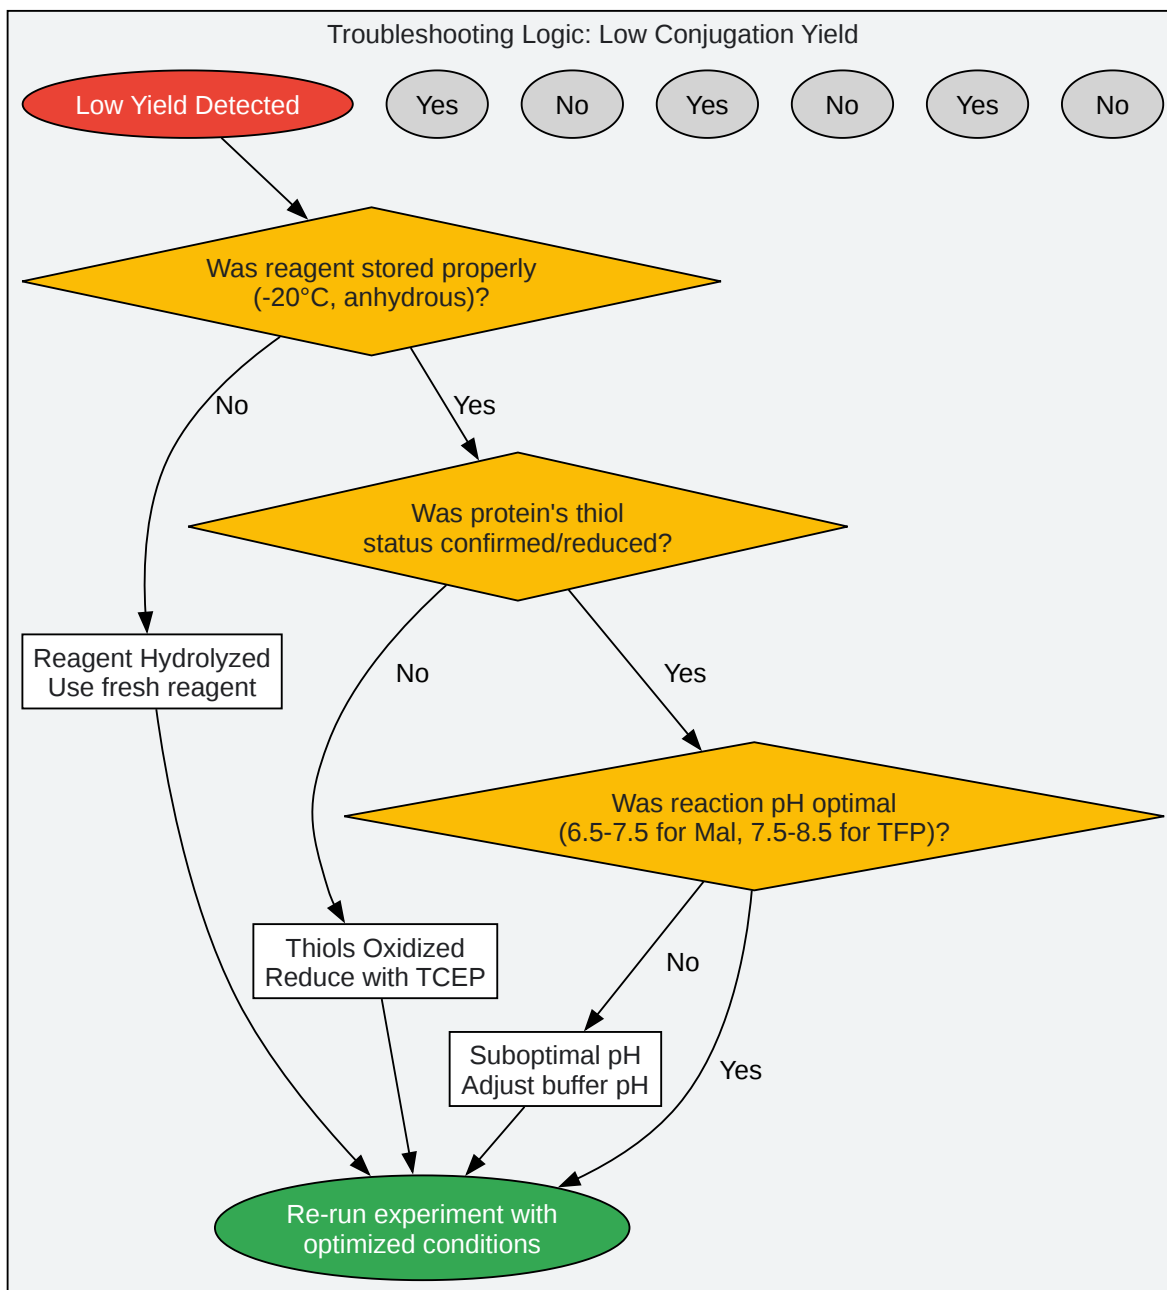 Troubleshooting Logic: Low Conjugation Yield
Low Yield Detected
Yes
No
Yes
No
Yes
No
Was reagent stored properly
(-20°C, anhydrous)?
No
Yes
Was protein's thiol
status confirmed/reduced?
Reagent Hydrolyzed
Use fresh reagent
No
Yes
Was reaction pH optimal
(6.5-7.5 for Mal, 7.5-8.5 for TFP)?
Thiols Oxidized
Reduce with TCEP
No
Suboptimal pH
Adjust buffer pH
Yes
Re-run experiment with
optimized conditions